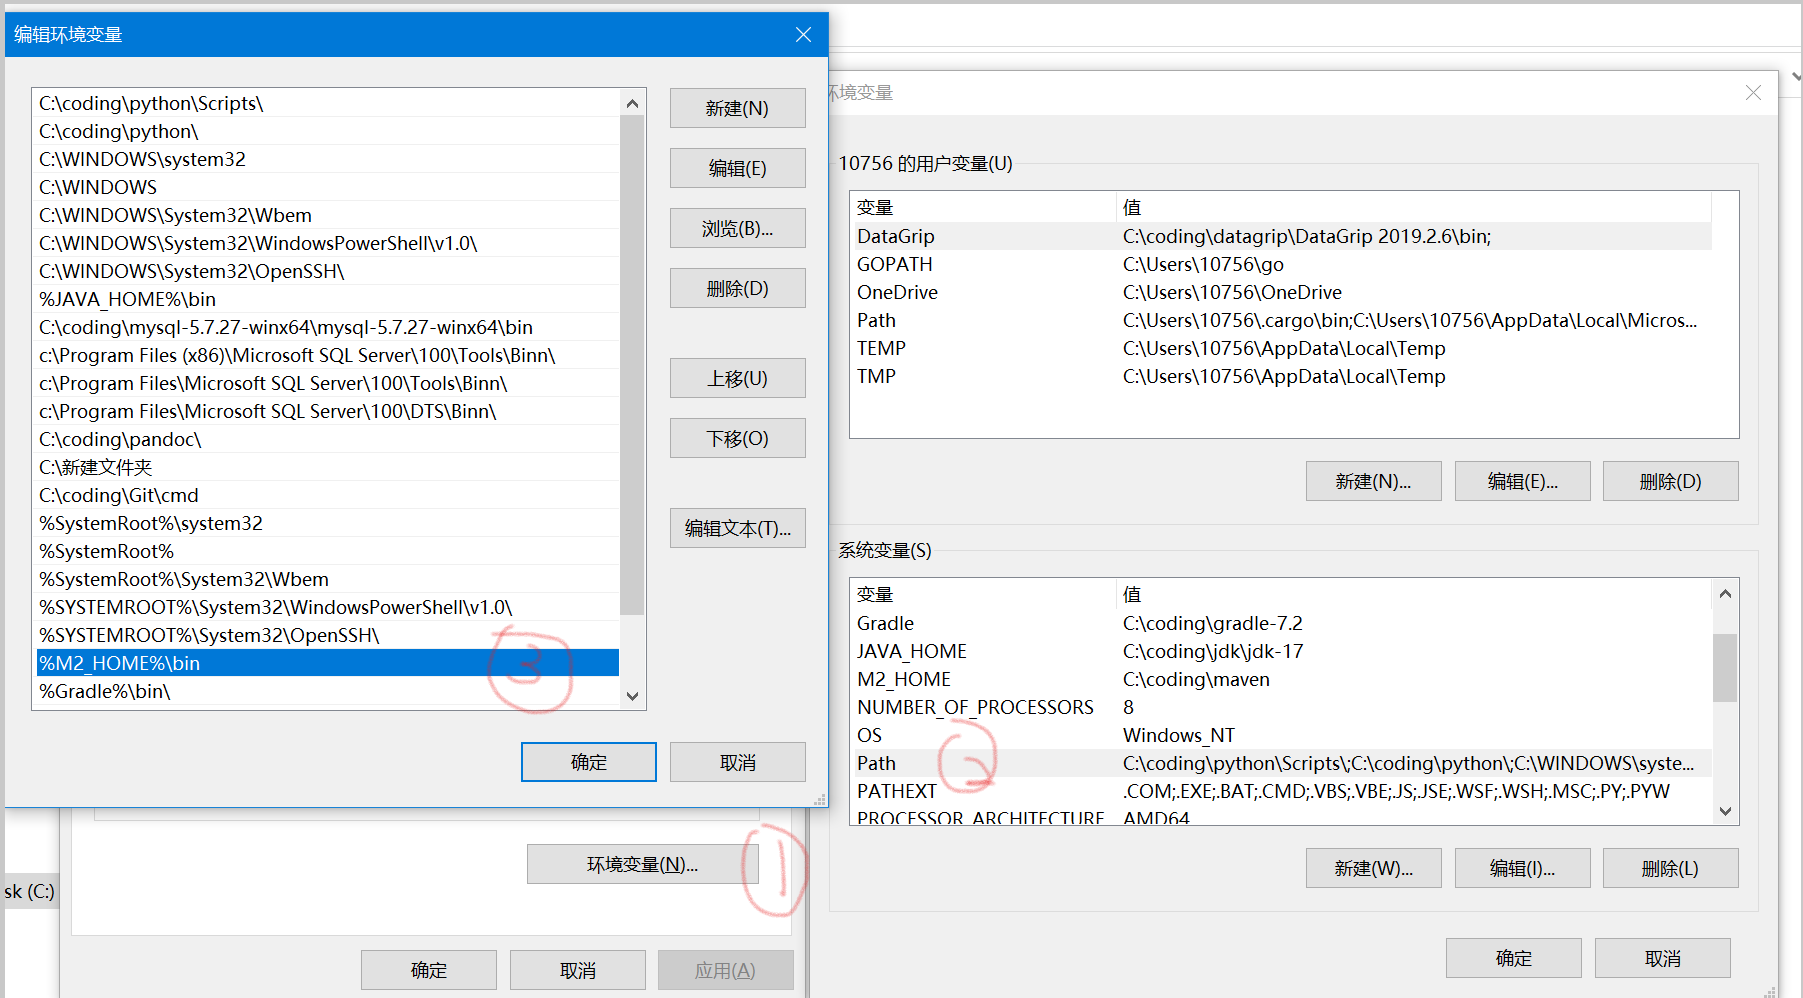 编辑环境变量
C:\coding\python\Scripts\
C:\coding\python\
C:\WINDOWS\system32
C:\WINDOWS
C:\WINDOWS\System32\Wbem
C:\WINDOWS\System32\WindowsPowerShell\v1.0\
C:\WINDOWS\System32\OpenSSH\
%JAVA_HOME%\bin
C:\coding\mysql-5.7.27-winx64\mysql-5.7.27-winx64\bin
c:\Program Files (x86)\Microsoft SQL Server\100\Tools\Binn\
c:\Program Files\Microsoft SQL Server\100\Tools\Binn\
c:\Program Files\Microsoft SQL Server\100\DTS\Binn\
C:\coding\pandoc\
C:\新建文件夹
C:\coding\Git\cmd
%SystemRoot%\system32
%SystemRoot%
%SystemRoot%\System32\Wbem
%SYSTEMROOT%\System32\WindowsPowerShell\v1.0\
%SYSTEMROOT%\System32\OpenSSH\
%M2_HOME%\bin
%Gradle%\bin\
3
新建(N)
编辑(E)
浏览(B)...
删除(D)
上移(U)
下移(O)
编辑文本(T)...
确定
取消
环境变量
10756 的用户变量(U)
变量 值
DataGrip C:\coding\datagrip\DataGrip 2019.2.6\bin;
GOPATH C:\Users\10756\go
OneDrive C:\Users\10756\OneDrive
Path C:\Users\10756\.cargo\bin;C:\Users\10756\AppData\Local\Micros...
TEMP C:\Users\10756\AppData\Local\Temp
TMP C:\Users\10756\AppData\Local\Temp
新建(N)... 编辑(E)... 删除(D)
系统变量(S)
变量 值
Gradle C:\coding\gradle-7.2
JAVA_HOME C:\coding\jdk\jdk-17
M2_HOME C:\coding\maven
NUMBER_OF_PROCESSORS 8
OS Windows_NT
Path C:\coding\python\Scripts\;C:\coding\python\;C:\WINDOWS\syste...
PATHEXT .COM;.EXE;.BAT;.CMD;.VBS;.VBE;.JS;.JSE;.WSF;.WSH;.MSC;.PY;.PYW
PROCESSOR_ARCHITECTURE AMD64
2
新建(W)... 编辑(I)... 删除(L)
确定 取消
环境变量(N)...
1
sk (C:)
确定 取消 应用(A)